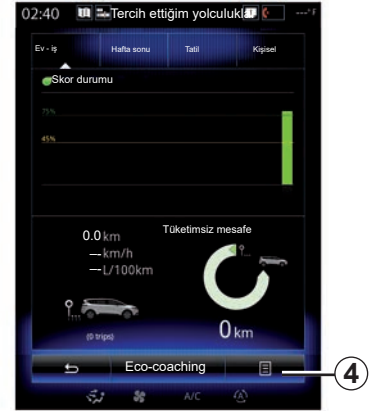 02:40 Tercih ettiğim yolculukla ---°F
Ev - iş Hafta sonu Tatil Kişisel
Skor durumu
75%
45%
0.0 km
Tüketimsiz mesafe
--- km/h
--- L/100km
(0 trips)
0 km
Eco-coaching
4
A/C